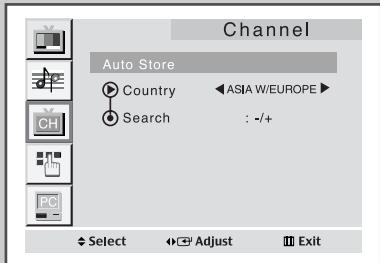 Channel
Auto Store
Country ◀ ASIA W/EUROPE ▶
Search : -/+
CH
PC
Select Adjust Exit